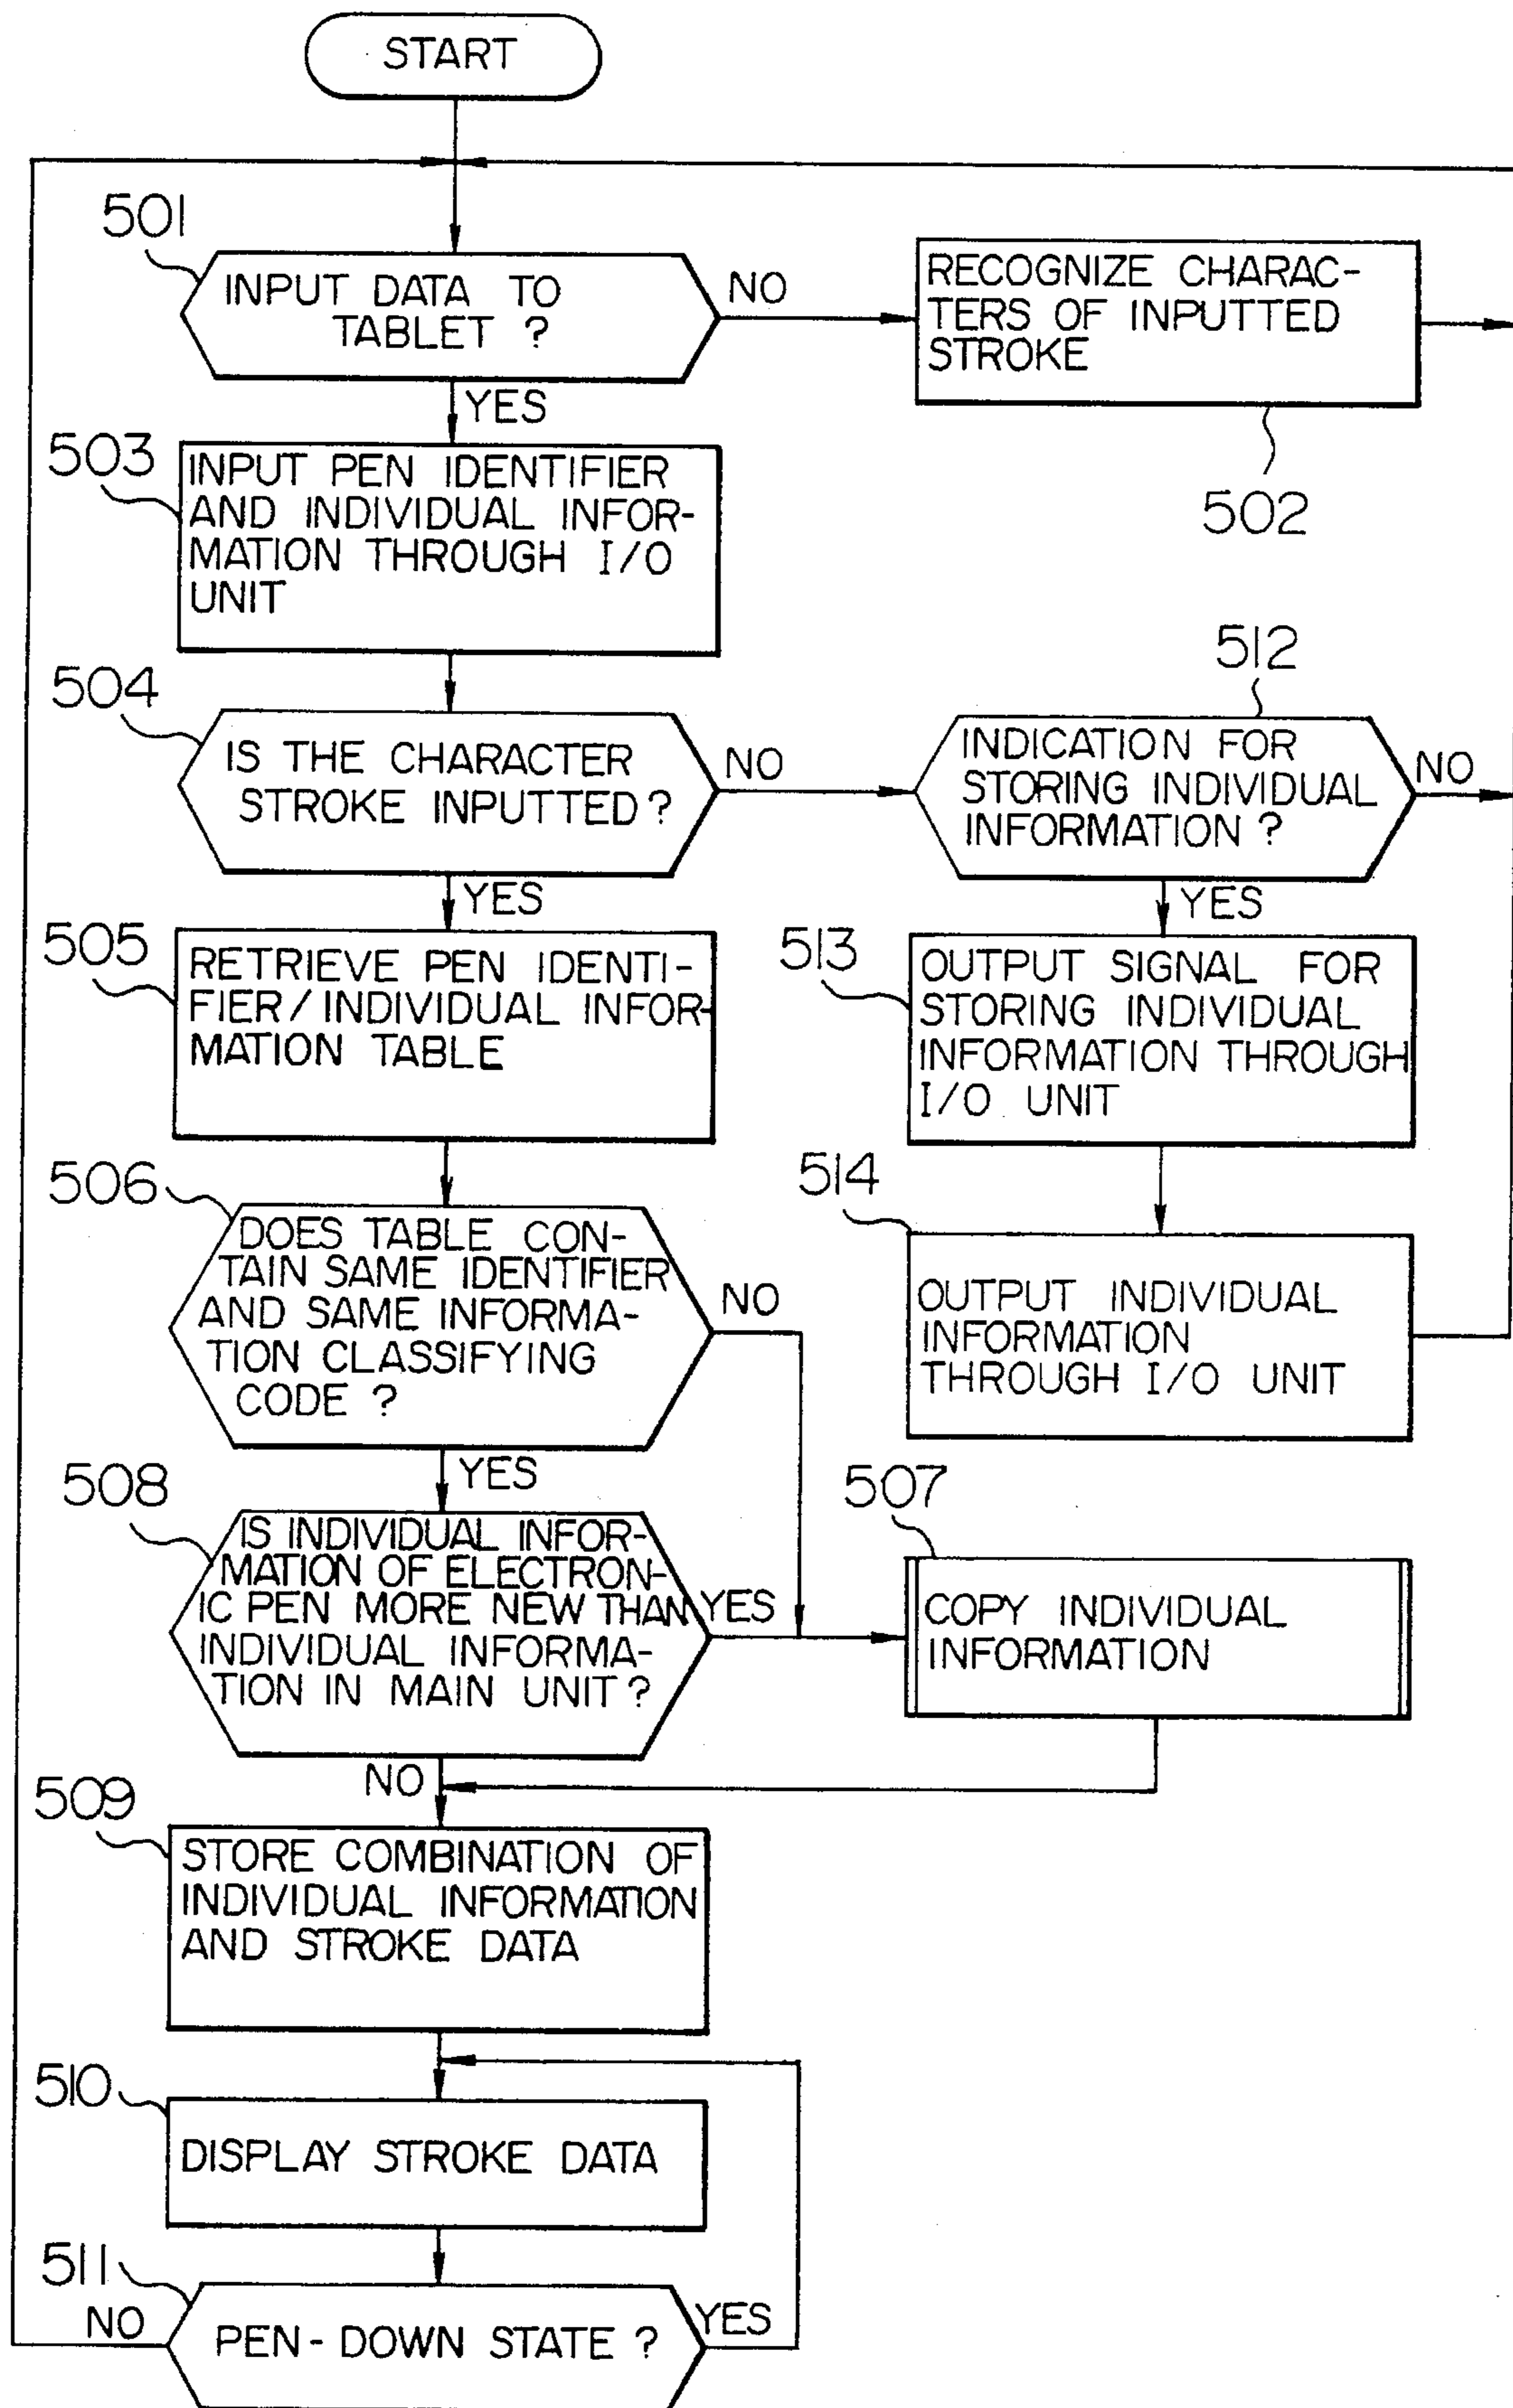 START
501
INPUT DATA TO
TABLET ?
NO
RECOGNIZE CHARAC-
TERS OF INPUTTED
STROKE
502
YES
503
INPUT PEN IDENTIFIER
AND INDIVIDUAL INFOR-
MATION THROUGH I/O
UNIT
504
IS THE CHARACTER
STROKE INPUTTED ?
NO
512
INDICATION FOR
STORING INDIVIDUAL
INFORMATION ?
NO
YES
YES
505
RETRIEVE PEN IDENTI-
FIER/INDIVIDUAL INFOR-
MATION TABLE
513
OUTPUT SIGNAL FOR
STORING INDIVIDUAL
INFORMATION THROUGH
I/O UNIT
506
DOES TABLE CON-
TAIN SAME IDENTIFIER
AND SAME INFORMA-
TION CLASSIFYING
CODE ?
NO
514
OUTPUT INDIVIDUAL
INFORMATION
THROUGH I/O UNIT
YES
508
IS INDIVIDUAL INFOR-
MATION OF ELECTRON-
IC PEN MORE NEW THAN
INDIVIDUAL INFORMA-
TION IN MAIN UNIT ?
YES
507
COPY INDIVIDUAL
INFORMATION
NO
509
STORE COMBINATION OF
INDIVIDUAL INFORMATION
AND STROKE DATA
510
DISPLAY STROKE DATA
511
NO
PEN-DOWN STATE ?
YES